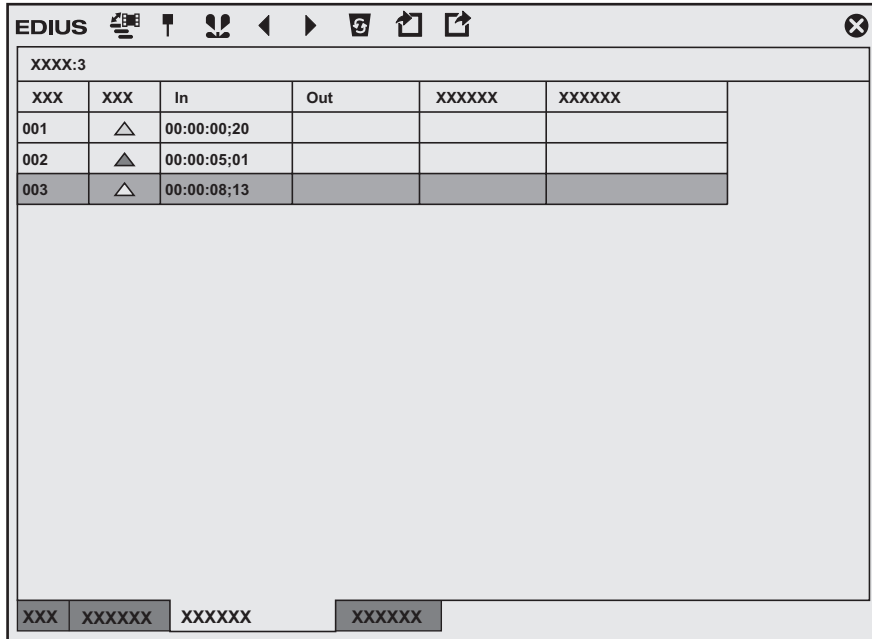 EDIUS
XXXX:3
XXX XXX In Out XXXXXX XXXXXX
001 00:00:00;20
002 00:00:05;01
003 00:00:08;13
XXX XXXXXX XXXXXX XXXXXX